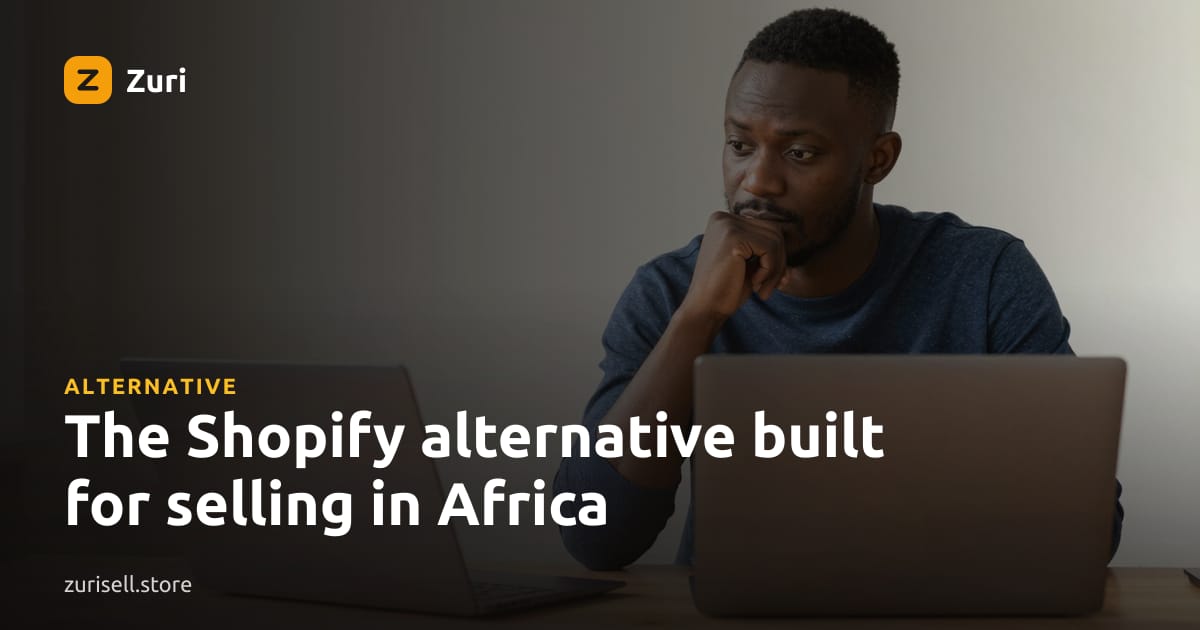 Z Zuri
ALTERNATIVE
The Shopify alternative built
for selling in Africa
zurisell.store